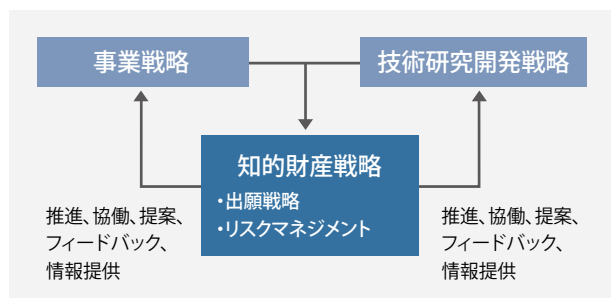 事業戦略
技術研究開発戦略
知的財産戦略
・出願戦略
・リスクマネジメント
推進、協働、提案、
フィードバック、
情報提供
推進、協働、提案、
フィードバック、
情報提供